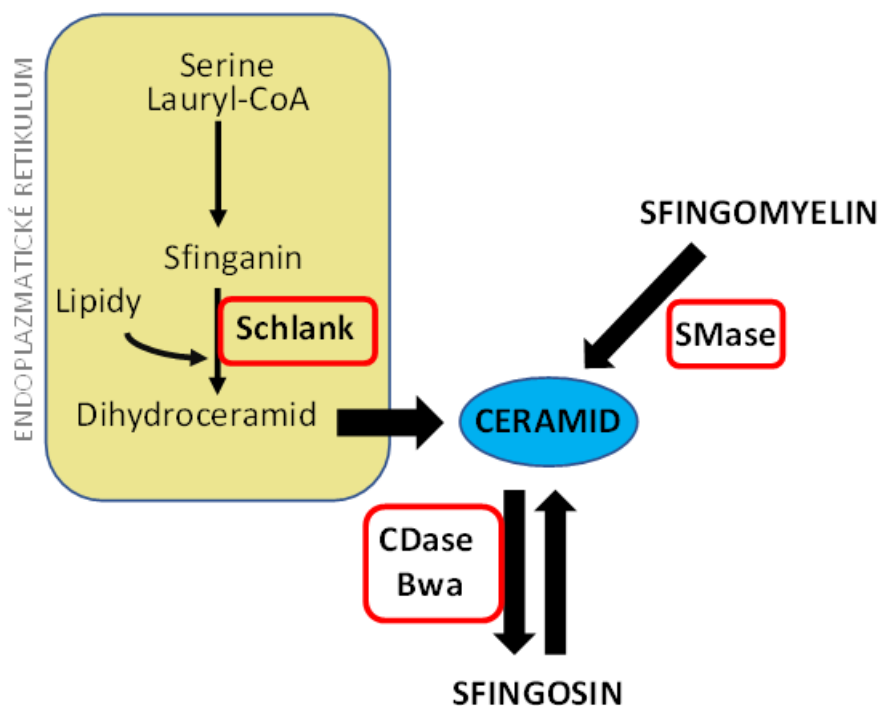 ENDOPLAZMATICKÉ RETIKULUM
Serine
Lauryl-CoA
Sfinganin
Lipidy
Schlank
Dihydroceramid
SFINGOMYELIN
SMase
CERAMID
CDase
Bwa
SFINGOSIN